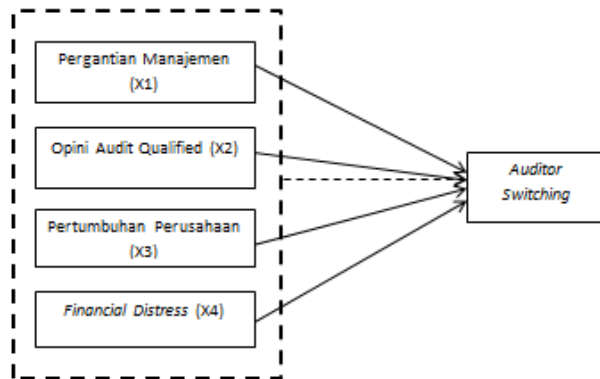 Pergantian Manajemen
(X1)
Opini Audit Qualified (X2)
Pertumbuhan Perusahaan
(X3)
Financial Distress (X4)
Auditor
Switching